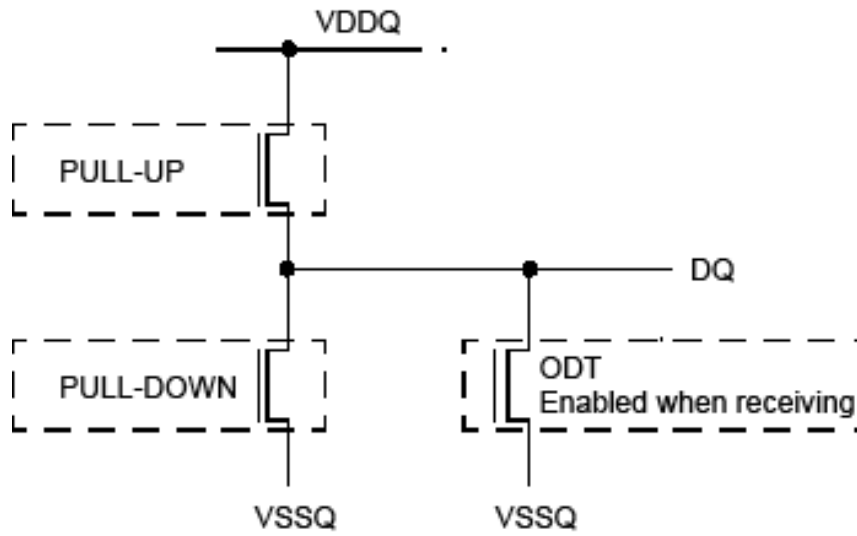 VDDQ
PULL-UP
DQ
PULL-DOWN
ODT
Enabled when receiving
VSSQ
VSSQ